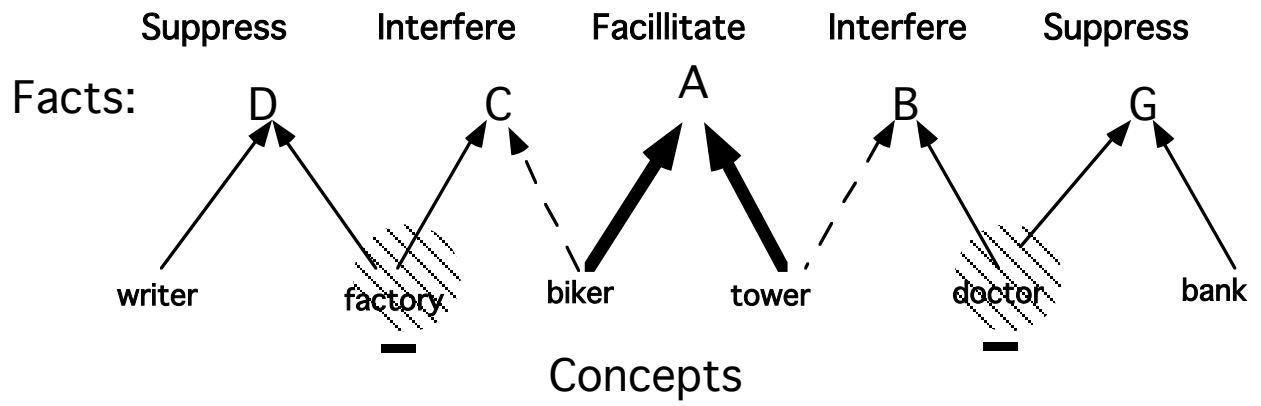 Suppress Interfere Facillitate Interfere Suppress
Facts: D C A B G
writer factory biker tower doctor bank
Concepts